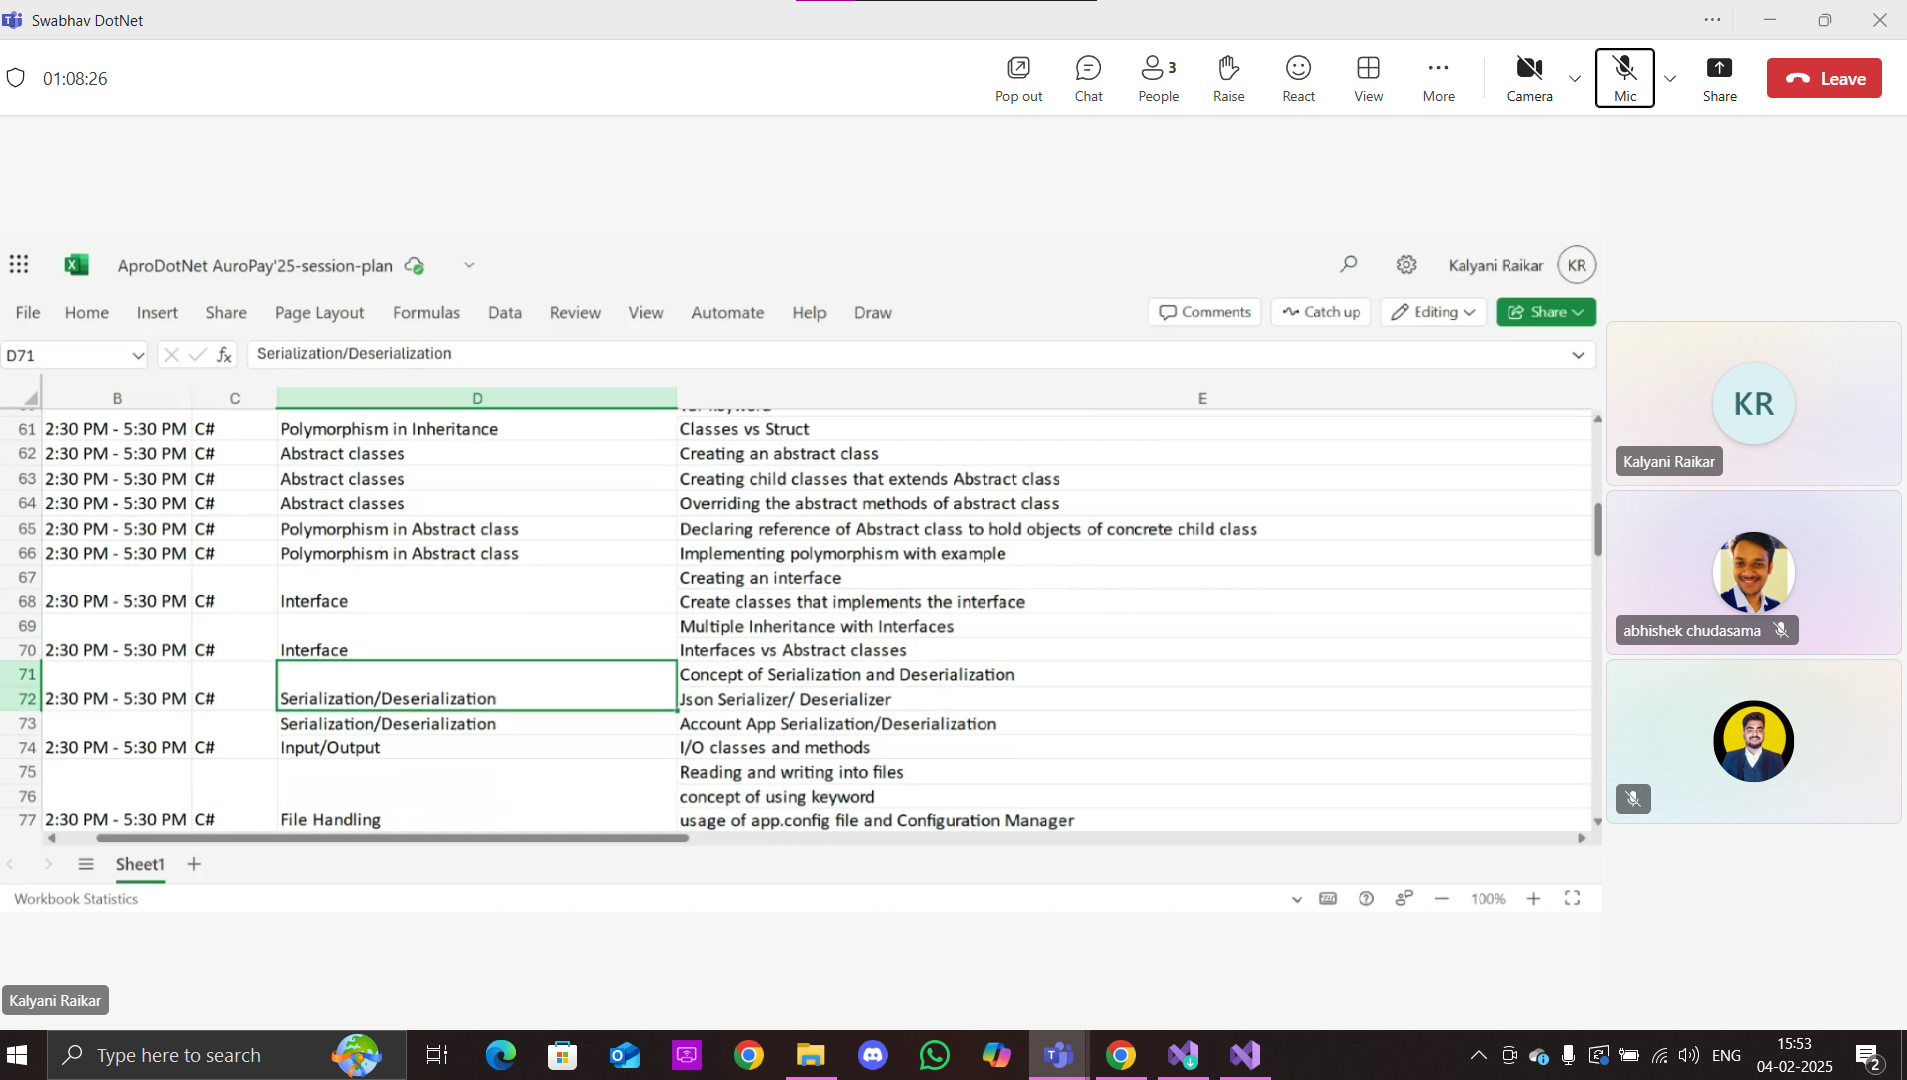 Swabhav DotNet
01:08:26
Pop out
Chat
3
People
Raise
React
View
More
Camera
Mic
Share
Leave
AproDotNet AuroPay'25-session-plan
Kalyani Raikar
KR
File Home Insert Share Page Layout Formulas Data Review View Automate Help Draw
Comments Catch up Editing Share
D71
fx
Serialization/Deserialization
B C D E
61 2:30 PM - 5:30 PM C# Polymorphism in Inheritance Classes vs Struct
62 2:30 PM - 5:30 PM C# Abstract classes Creating an abstract class
63 2:30 PM - 5:30 PM C# Abstract classes Creating child classes that extends Abstract class
64 2:30 PM - 5:30 PM C# Abstract classes Overriding the abstract methods of abstract class
65 2:30 PM - 5:30 PM C# Polymorphism in Abstract class Declaring reference of Abstract class to hold objects of concrete child class
66 2:30 PM - 5:30 PM C# Polymorphism in Abstract class Implementing polymorphism with example
67 Creating an interface
68 2:30 PM - 5:30 PM C# Interface Create classes that implements the interface
69 Multiple Inheritance with Interfaces
70 2:30 PM - 5:30 PM C# Interface Interfaces vs Abstract classes
71 Concept of Serialization and Deserialization
72 2:30 PM - 5:30 PM C# Serialization/Deserialization Json Serializer/ Deserializer
73 Serialization/Deserialization Account App Serialization/Deserialization
74 2:30 PM - 5:30 PM C# Input/Output I/O classes and methods
75 Reading and writing into files
76 concept of using keyword
77 2:30 PM - 5:30 PM C# File Handling usage of app.config file and Configuration Manager
Sheet1
Workbook Statistics
100%
KR
Kalyani Raikar
abhishek chudasama
Kalyani Raikar
Type here to search
ENG
15:53
04-02-2025
2